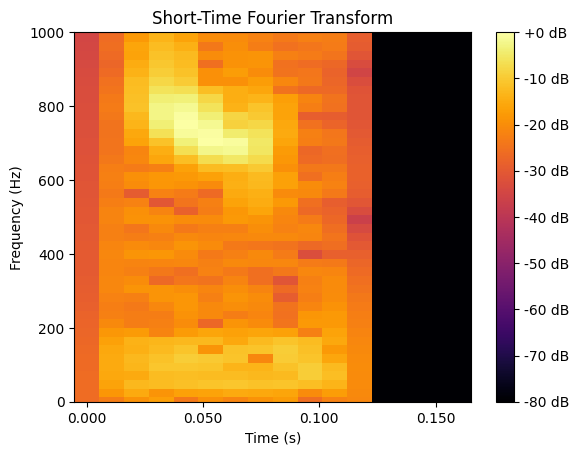 Short-Time Fourier Transform
1000
800
600
400
200
0
Frequency (Hz)
0.000
0.050
0.100
0.150
Time (s)
+0 dB
-10 dB
-20 dB
-30 dB
-40 dB
-50 dB
-60 dB
-70 dB
-80 dB